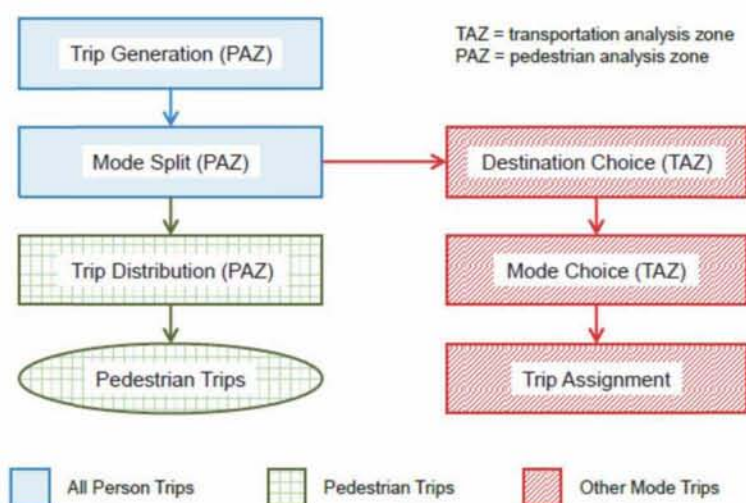 Trip Generation (PAZ)
TAZ = transportation analysis zone
PAZ = pedestrian analysis zone
Mode Split (PAZ)
Destination Choice (TAZ)
Trip Distribution (PAZ)
Mode Choice (TAZ)
Pedestrian Trips
Trip Assignment
All Person Trips
Pedestrian Trips
Other Mode Trips